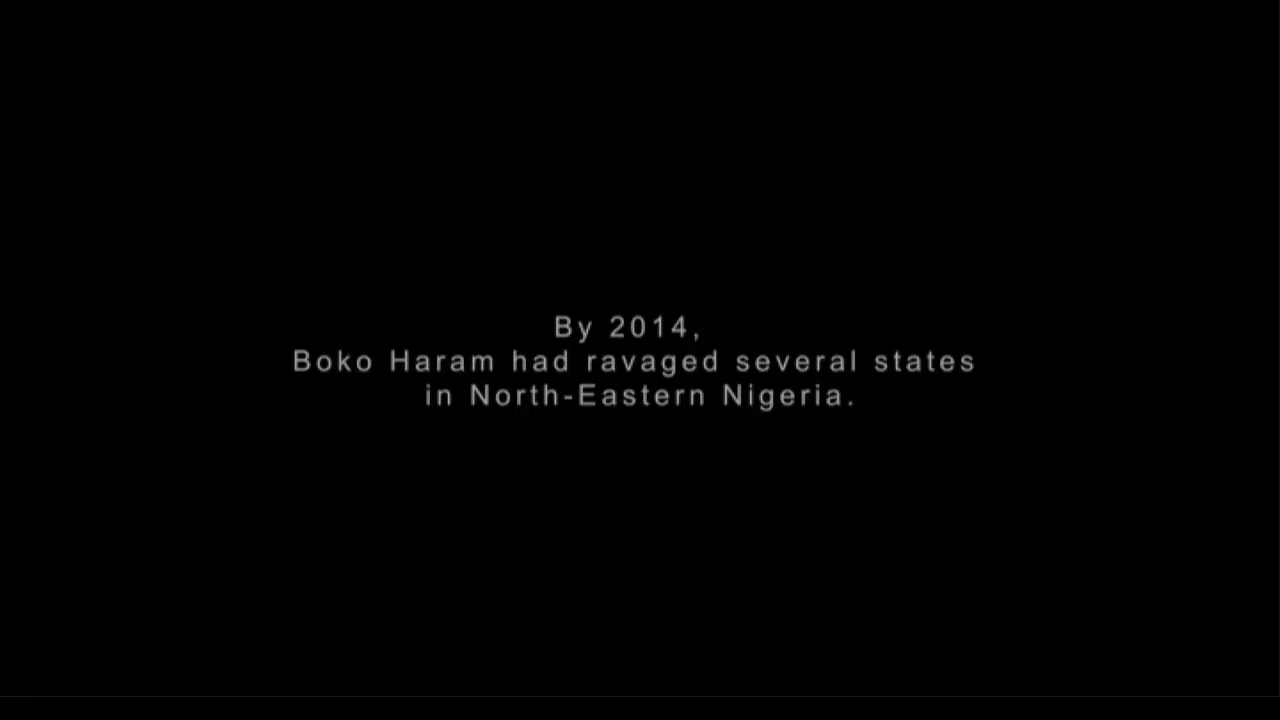 By 2014,
Boko Haram had ravaged several states
in North-Eastern Nigeria.